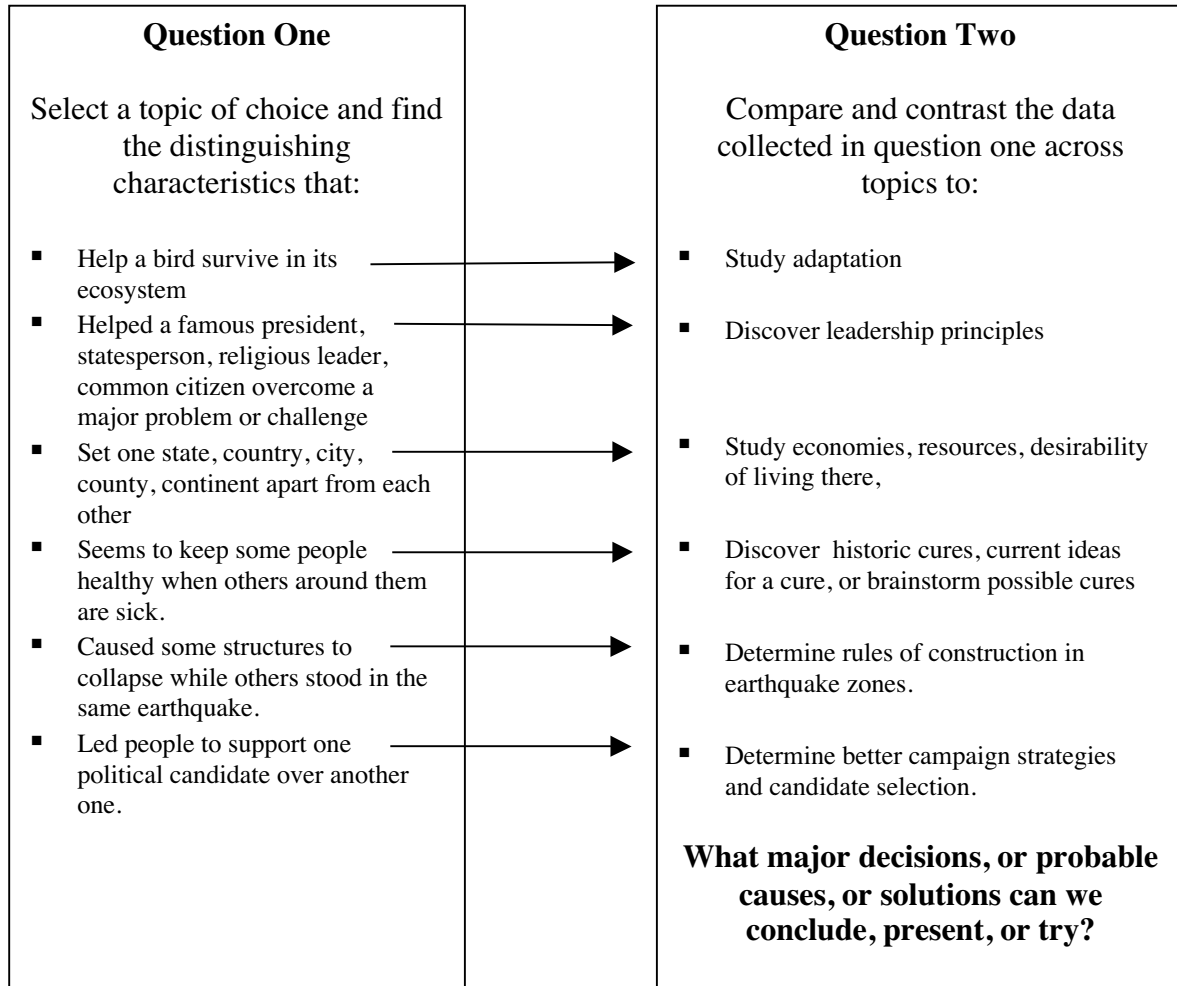 Question One
Select a topic of choice and find
the distinguishing
characteristics that:
▪ Help a bird survive in its
ecosystem
▪ Helped a famous president,
statesperson, religious leader,
common citizen overcome a
major problem or challenge
▪ Set one state, country, city,
county, continent apart from each
other
▪ Seems to keep some people
healthy when others around them
are sick.
▪ Caused some structures to
collapse while others stood in the
same earthquake.
▪ Led people to support one
political candidate over another
one.
Question Two
Compare and contrast the data
collected in question one across
topics to:
▪ Study adaptation
▪ Discover leadership principles
▪ Study economies, resources, desirability
of living there,
▪ Discover historic cures, current ideas
for a cure, or brainstorm possible cures
▪ Determine rules of construction in
earthquake zones.
▪ Determine better campaign strategies
and candidate selection.
What major decisions, or probable
causes, or solutions can we
conclude, present, or try?